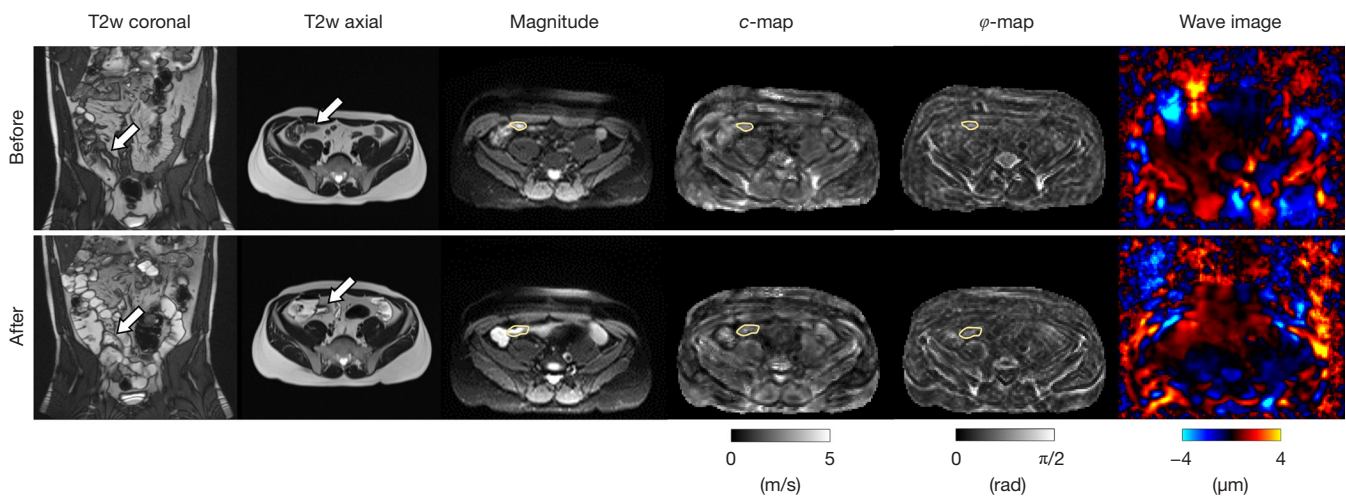 T2w coronal T2w axial Magnitude c-map φ-map Wave image
Before
After
0 5 0 π/2 −4 4
(m/s) (rad) (μm)